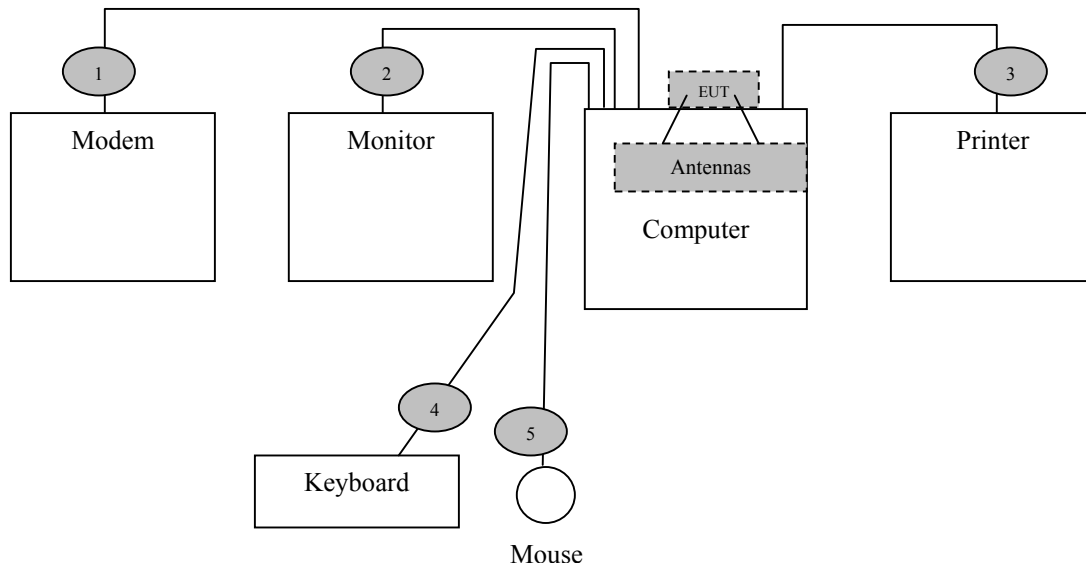 1
2
3
EUT
Modem
Monitor
Printer
Antennas
Computer
4
5
Keyboard
Mouse